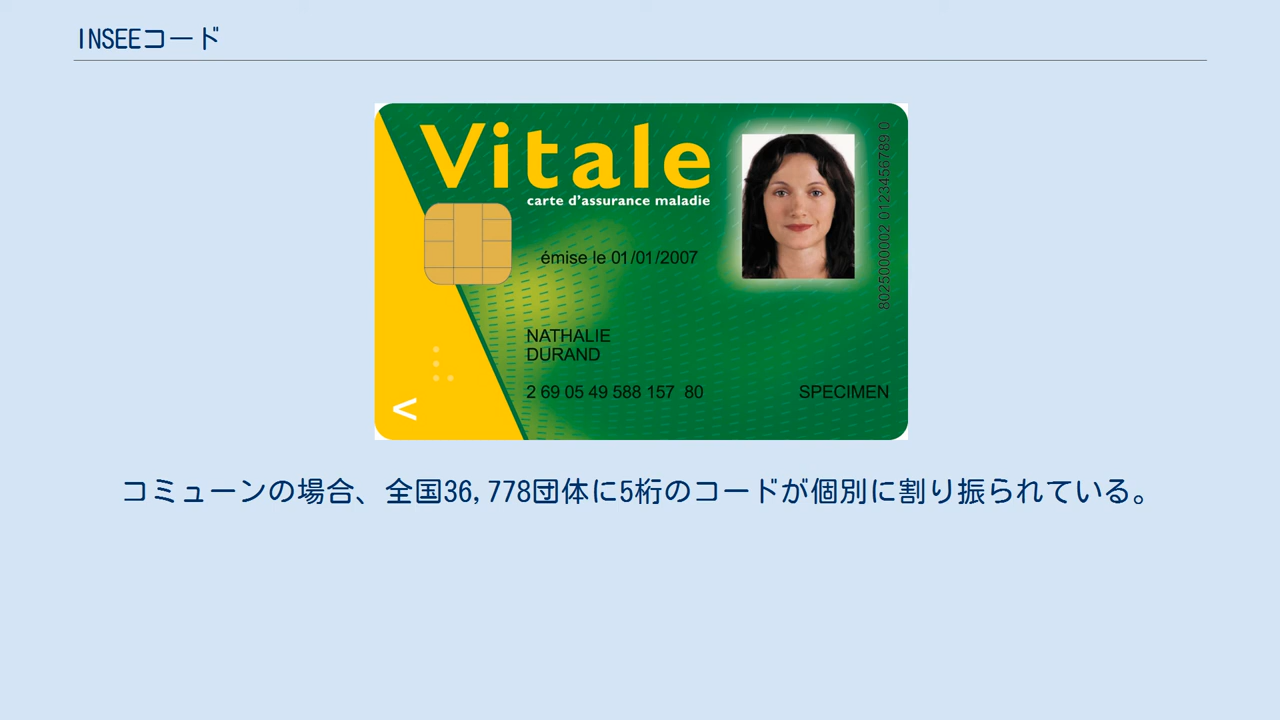 INSEEコード
Vitale
carte d'assurance maladie
émise le 01/01/2007
8025000002 0123456789 0
NATHALIE
DURAND
2 69 05 49 588 157 80
SPECIMEN
<
コミューンの場合、全国36,778団体に5桁のコードが個別に割り振られている。